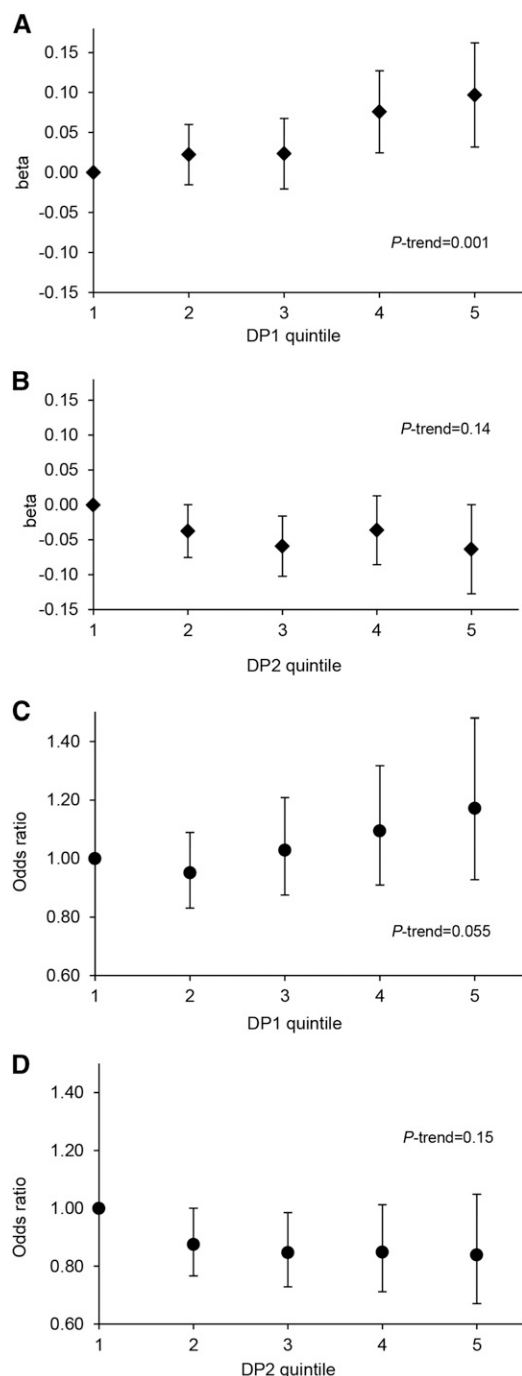 A
0.15
0.10
0.05
0.00
-0.05
-0.10
-0.15
beta
P-trend=0.001
1 2 3 4 5
DP1 quintile
B
0.15
0.10
0.05
0.00
-0.05
-0.10
-0.15
beta
P-trend=0.14
1 2 3 4 5
DP2 quintile
C
1.40
1.20
1.00
0.80
0.60
Odds ratio
P-trend=0.055
1 2 3 4 5
DP1 quintile
D
1.40
1.20
1.00
0.80
0.60
Odds ratio
P-trend=0.15
1 2 3 4 5
DP2 quintile